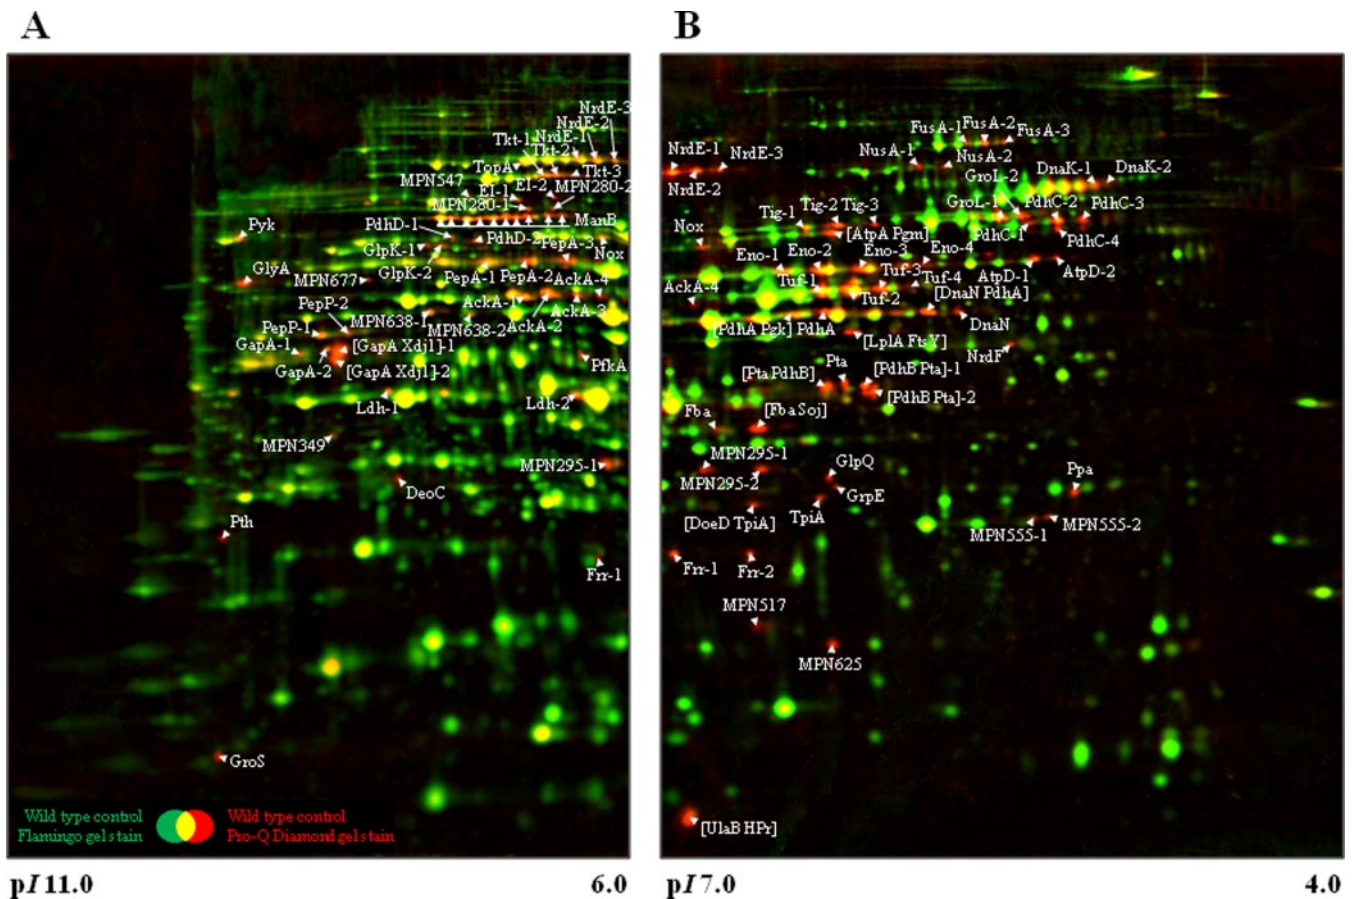 A
B
NrdE-3
NrdE-2
Tkt-1
NrdE-1
Tkt-2
TopA
Tkt-3
MPN547
EI-2
MPN280-2
EI-1
MPN280-1
ManB
Pyk
PdhD-1
PdhD-2
PepA-3
GlpK-1
Nox
GlpK-2
GlyA
MPN677
PepA-1
PepA-2
AckA-4
PepP-2
AckA-1
AckA-3
MPN638-1
MPN638-2
AckA-2
PepP-1
GapA-1
[GapA Xdj1]-1
GapA-2
[GapA Xdj1]-2
PfkA
Ldh-1
Ldh-2
MPN349
MPN295-1
DeoC
Pth
Frr-1
GroS
Wild type control
Flamingo gel stain
Wild type control
Pro-Q Diamond gel stain
FusA-1
FusA-2
FusA-3
NrdE-1
NrdE-3
NusA-1
NusA-2
NrdE-2
GroL-2
DnaK-1
DnaK-2
GroL-1
PdhC-2
PdhC-3
Tig-1
Tig-2
Tig-3
[AtpA Pgm]
PdhC-1
PdhC-4
Nox
Eno-1
Eno-2
Eno-3
Eno-4
AtpD-1
AtpD-2
Tuf-1
Tuf-3
Tuf-4
AckA-4
Tuf-2
[DnaN PdhA]
[PdhA Pgk]
PdhA
DnaN
[LplA FtsY]
NrdF
[Pta PdhB]
Pta
[PdhB Pta]-1
[PdhB Pta]-2
Fba
[Fba Soj]
MPN295-1
MPN295-2
GlpQ
GrpE
Ppa
[DoeD TpiA]
TpiA
MPN555-1
MPN555-2
Frr-1
Frr-2
MPN517
MPN625
[UlaB HPr]
pI 11.0
6.0
pI 7.0
4.0